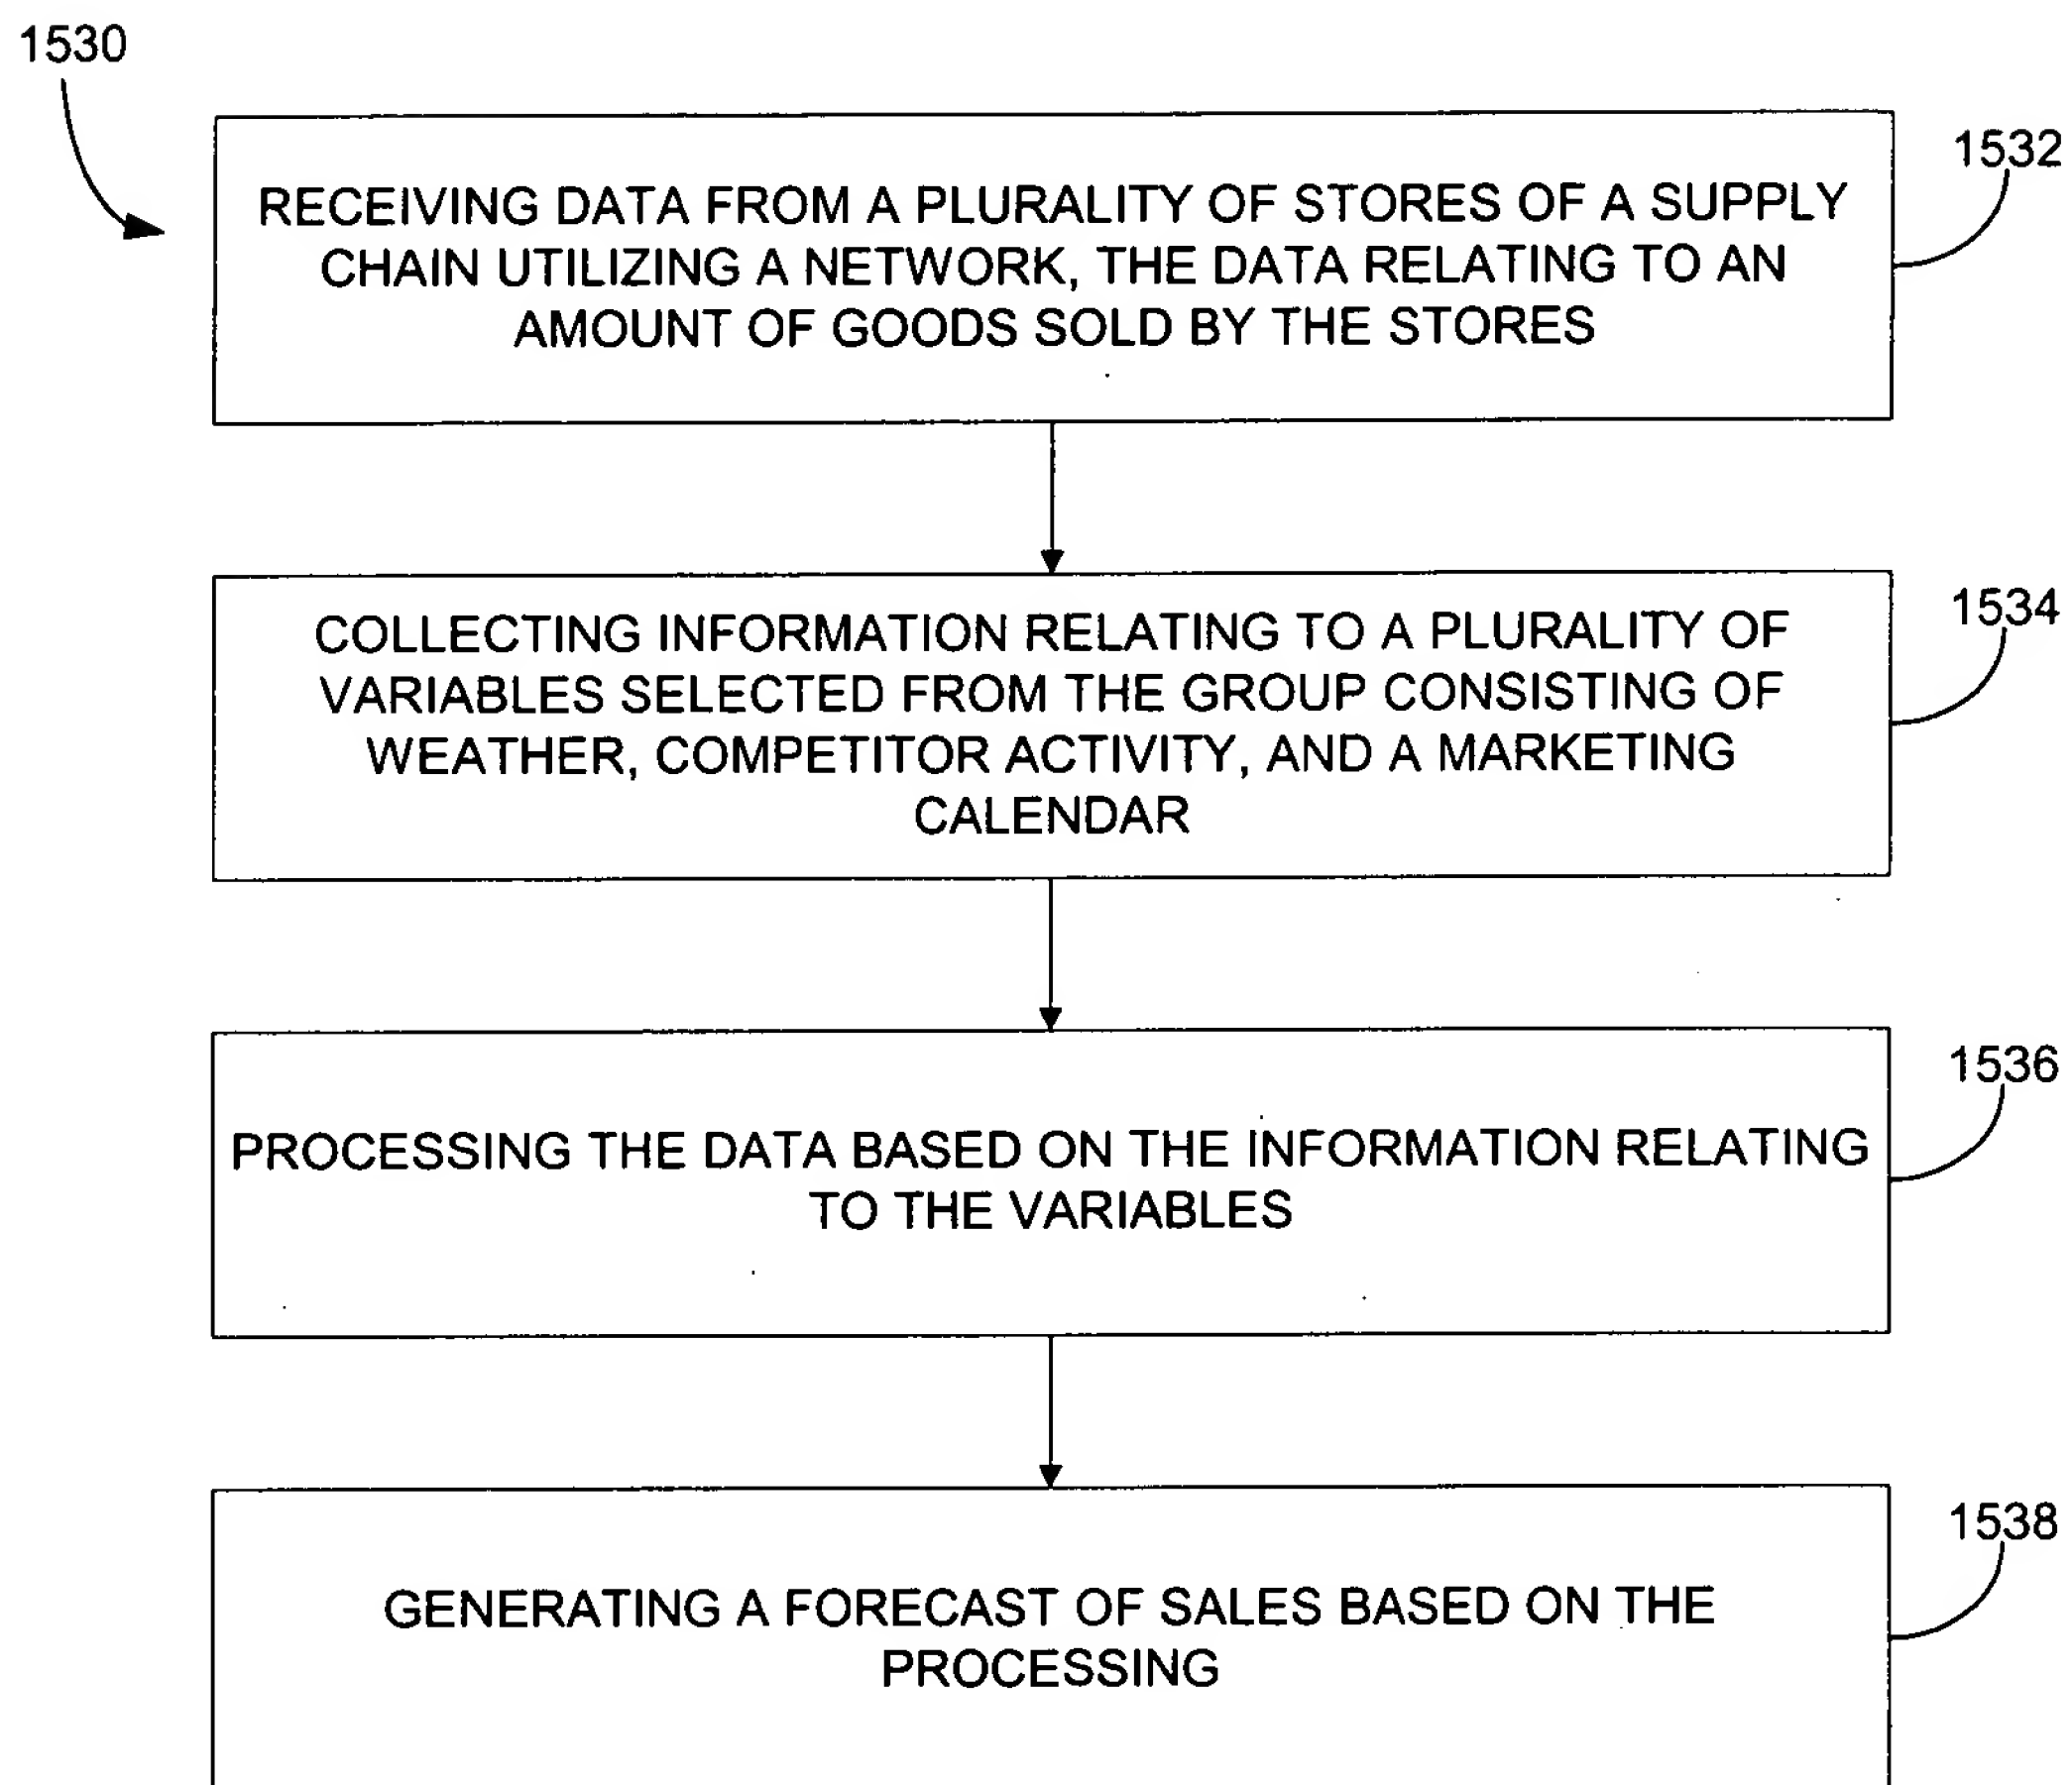 1530
1532
RECEIVING DATA FROM A PLURALITY OF STORES OF A SUPPLY
CHAIN UTILIZING A NETWORK, THE DATA RELATING TO AN
AMOUNT OF GOODS SOLD BY THE STORES
1534
COLLECTING INFORMATION RELATING TO A PLURALITY OF
VARIABLES SELECTED FROM THE GROUP CONSISTING OF
WEATHER, COMPETITOR ACTIVITY, AND A MARKETING
CALENDAR
1536
PROCESSING THE DATA BASED ON THE INFORMATION RELATING
TO THE VARIABLES
1538
GENERATING A FORECAST OF SALES BASED ON THE
PROCESSING